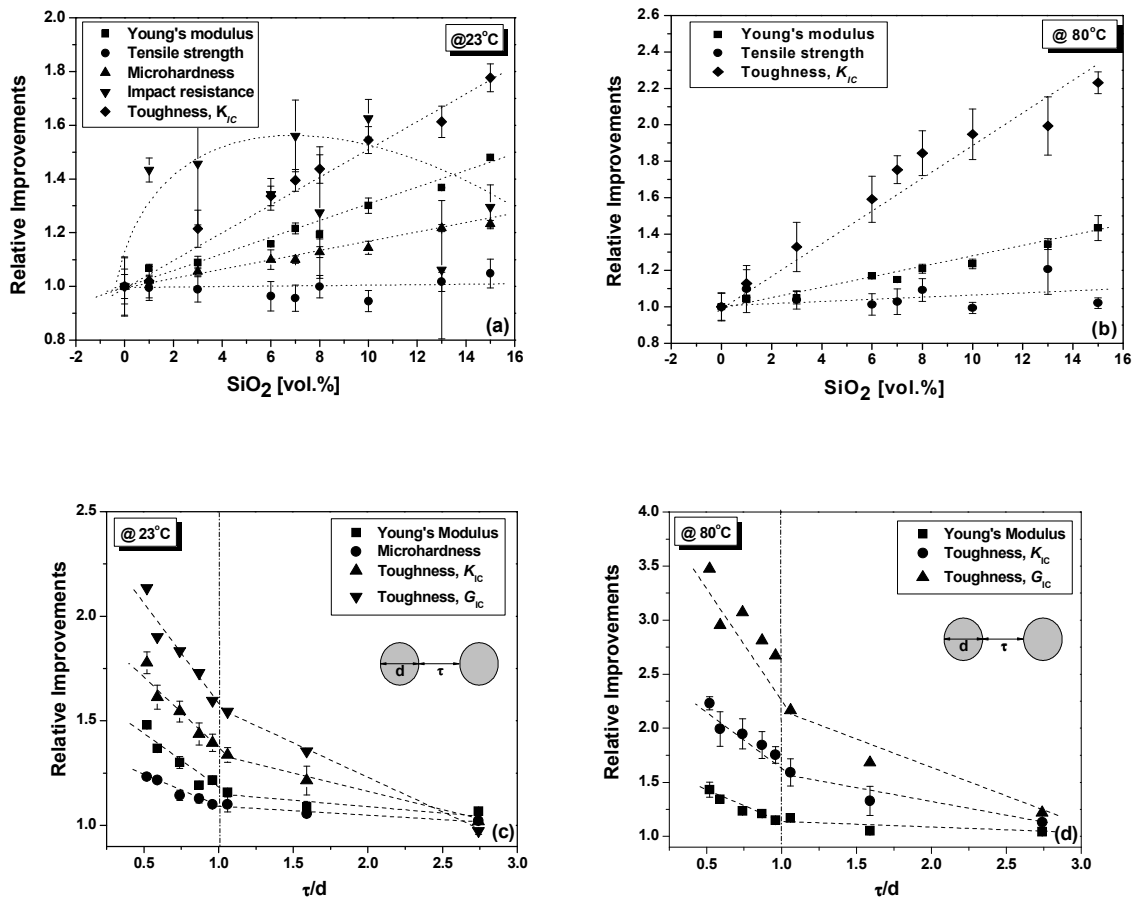 @23°C
Young's modulus
Tensile strength
Microhardness
Impact resistance
Toughness, K_IC
2.0
1.8
1.6
1.4
1.2
1.0
0.8
Relative Improvements
-2 0 2 4 6 8 10 12 14 16
SiO₂ [vol.%]
(a)
@ 80°C
Young's modulus
Tensile strength
Toughness, K_IC
2.6
2.4
2.2
2.0
1.8
1.6
1.4
1.2
1.0
0.8
Relative Improvements
-2 0 2 4 6 8 10 12 14 16
SiO₂ [vol.%]
(b)
@ 23°C
Young's Modulus
Microhardness
Toughness, K_IC
Toughness, G_IC
2.5
2.0
1.5
1.0
Relative Improvements
d τ
0.5 1.0 1.5 2.0 2.5 3.0
τ/d
(c)
@ 80°C
Young's Modulus
Toughness, K_IC
Toughness, G_IC
4.0
3.5
3.0
2.5
2.0
1.5
1.0
Relative Improvements
d τ
0.5 1.0 1.5 2.0 2.5 3.0
τ/d
(d)